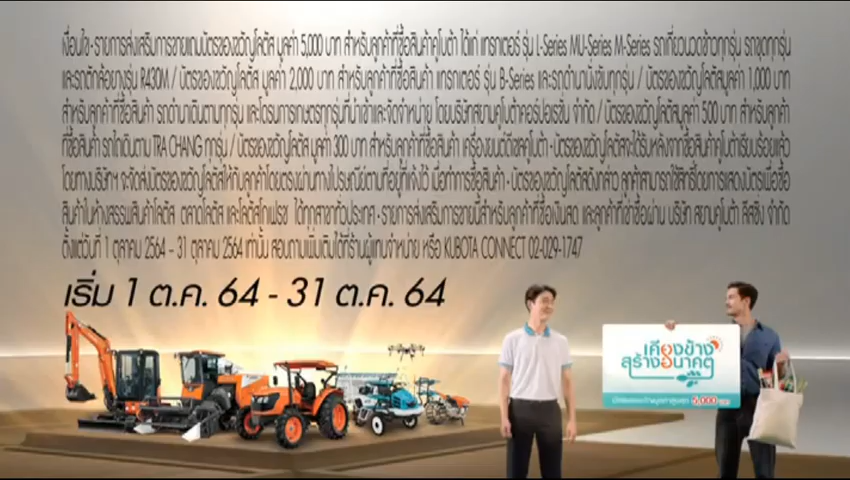 เงื่อนไข - รายการส่งเสริมการขายแถมบัตรของขวัญโลตัส มูลค่า 5,000 บาท สำหรับลูกค้าที่ซื้อสินค้าคูโบต้า ได้แก่ แทรกเตอร์ รุ่น L-Series MU-Series M-Series รถเกี่ยวนวดข้าวทุกรุ่น รถขุดทุกรุ่น
และรถตักล้อยางรุ่น R430M / บัตรของขวัญโลตัส มูลค่า 2,000 บาท สำหรับลูกค้าที่ซื้อสินค้า แทรกเตอร์ รุ่น B-Series และรถดำนานั่งขับทุกรุ่น / บัตรของขวัญโลตัสมูลค่า 1,000 บาท
สำหรับลูกค้าที่ซื้อสินค้า รถดำนาเดินตามทุกรุ่น และโดรนการเกษตรทุกรุ่นที่นำเข้าและจัดจำหน่าย โดยบริษัทสยามคูโบต้าคอร์ปอเรชั่น จำกัด / บัตรของขวัญโลตัสมูลค่า 500 บาท สำหรับลูกค้า
ที่ซื้อสินค้า รถไถเดินตาม TRA CHANG ทุกรุ่น / บัตรของขวัญโลตัส มูลค่า 300 บาท สำหรับลูกค้าที่ซื้อสินค้า เครื่องยนต์ดีเซลคูโบต้า - บัตรของขวัญโลตัสจะได้รับหลังจากซื้อสินค้าคูโบต้าเรียบร้อยแล้ว
โดยทางบริษัทฯ จะจัดส่งบัตรของขวัญโลตัสให้กับลูกค้าโดยตรงผ่านทางไปรษณีย์ตามที่อยู่ที่แจ้งไว้ เมื่อทำการซื้อสินค้า - บัตรของขวัญโลตัสดังกล่าว ลูกค้าสามารถใช้สิทธิ์โดยการแสดงบัตรเพื่อซื้อ
สินค้าในห้างสรรพสินค้าโลตัส ตลาดโลตัส และโลตัสโกเฟรช ได้ทุกสาขาทั่วประเทศ - รายการส่งเสริมการขายนี้สำหรับลูกค้าที่ซื้อเงินสด และลูกค้าที่เช่าซื้อผ่าน บริษัท สยามคูโบต้า ลีสซิ่ง จำกัด
ตั้งแต่วันที่ 1 ตุลาคม 2564 - 31 ตุลาคม 2564 เท่านั้น สอบถามเพิ่มเติมได้ที่ร้านผู้แทนจำหน่าย หรือ KUBOTA CONNECT 02-029-1747
เริ่ม 1 ต.ค. 64 - 31 ต.ค. 64
เคียงข้าง
สร้างอนาคต
บัตรของขวัญมูลค่าสูงสุด 5,000 บาท